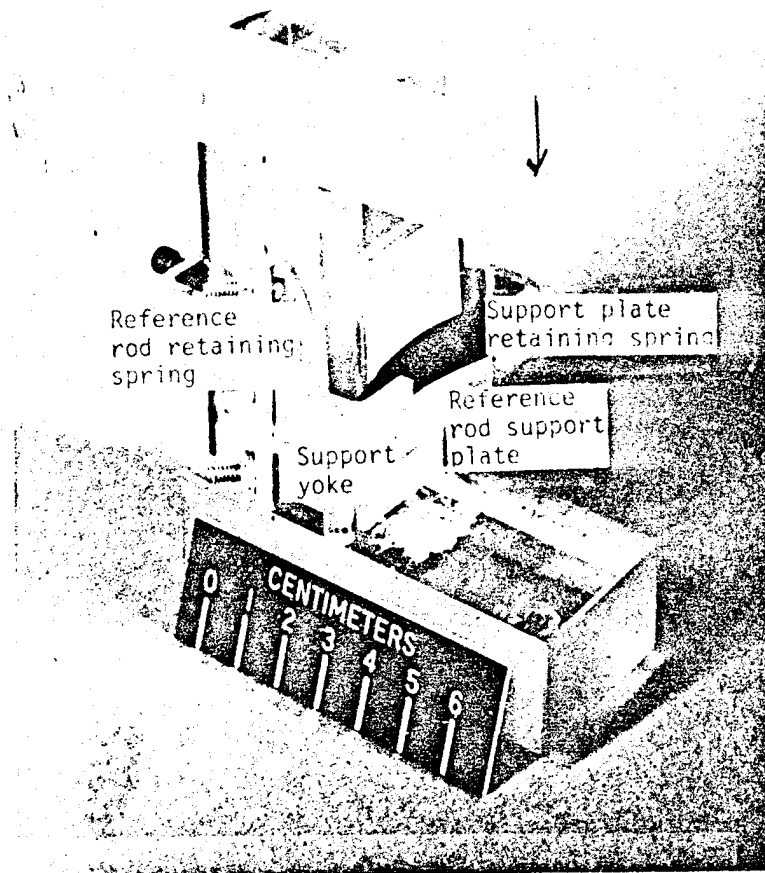 Reference
rod retaining
spring
Support plate
retaining spring
Reference
rod support
plate
Support
yoke
CENTIMETERS
0 1 2 3 4 5 6